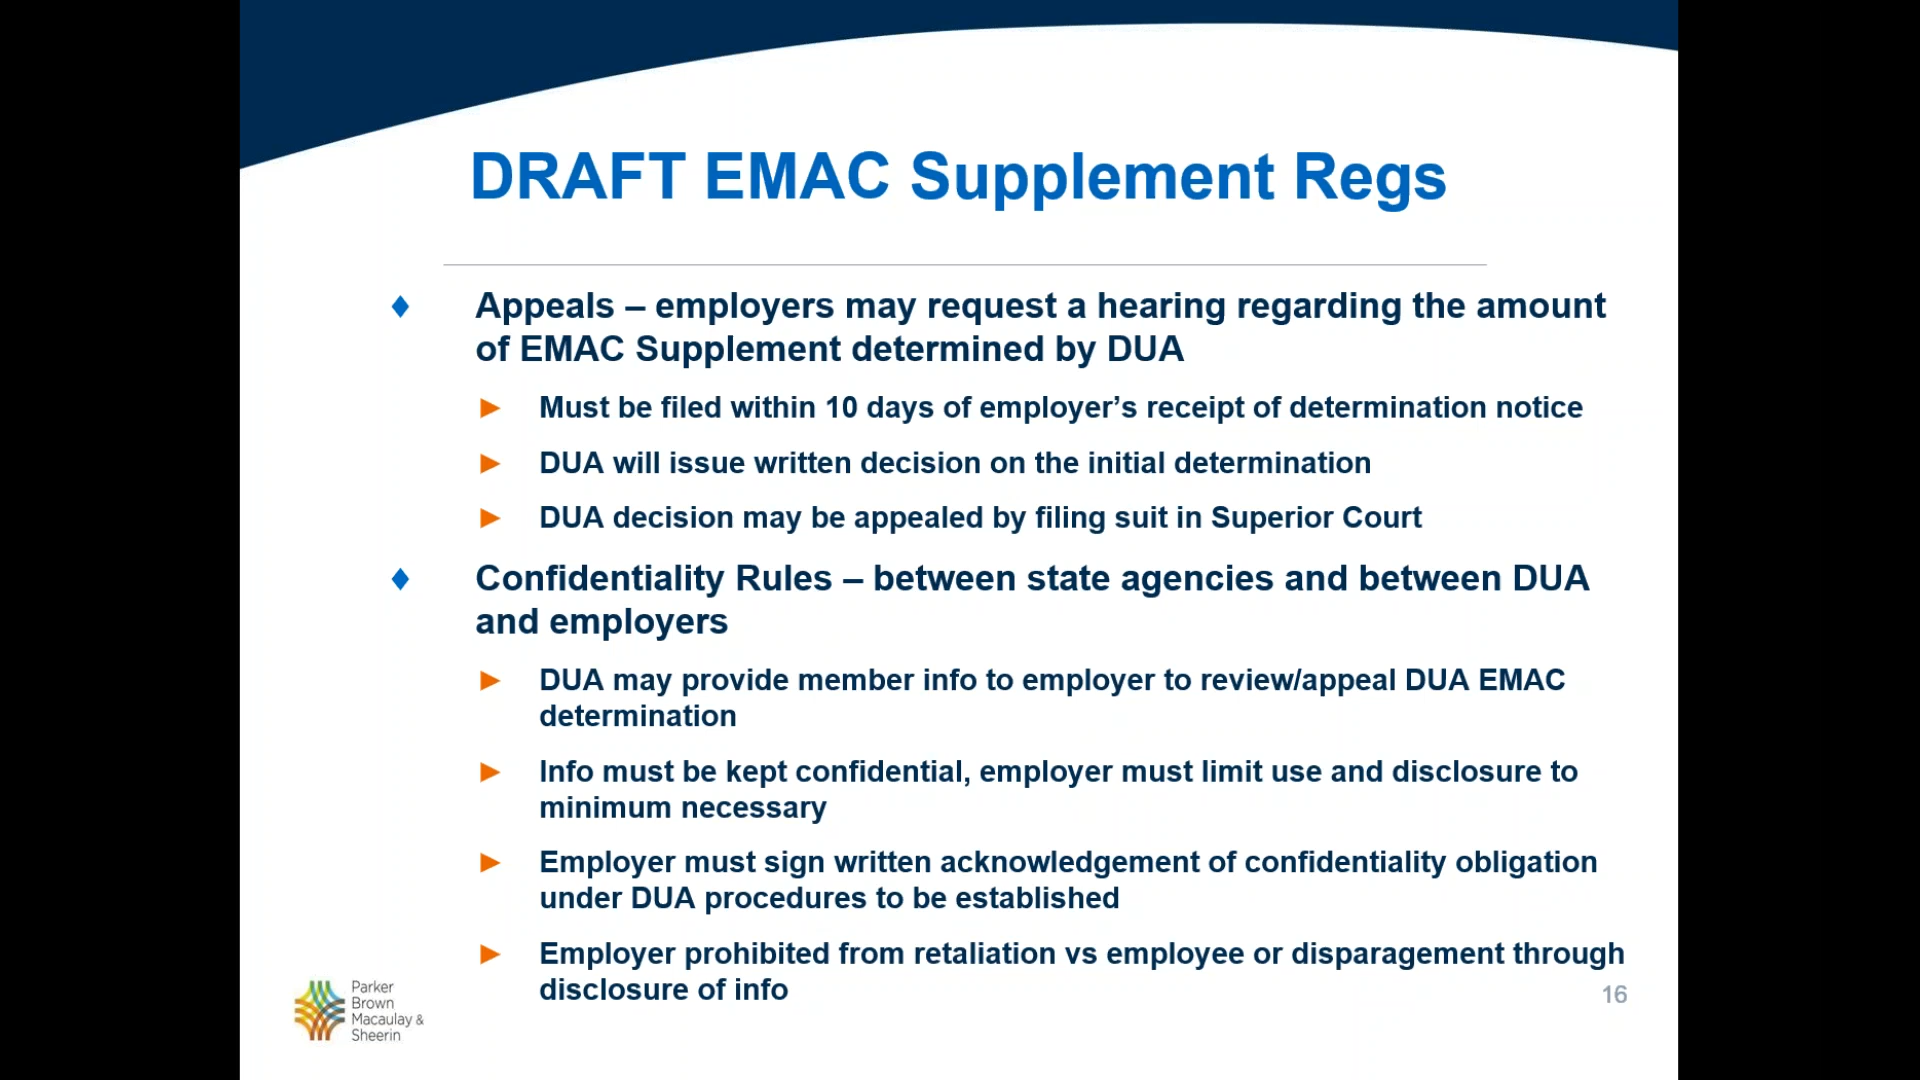 DRAFT EMAC Supplement Regs
♦ Appeals – employers may request a hearing regarding the amount
of EMAC Supplement determined by DUA
► Must be filed within 10 days of employer’s receipt of determination notice
► DUA will issue written decision on the initial determination
► DUA decision may be appealed by filing suit in Superior Court
♦ Confidentiality Rules – between state agencies and between DUA
and employers
► DUA may provide member info to employer to review/appeal DUA EMAC
determination
► Info must be kept confidential, employer must limit use and disclosure to
minimum necessary
► Employer must sign written acknowledgement of confidentiality obligation
under DUA procedures to be established
► Employer prohibited from retaliation vs employee or disparagement through
disclosure of info
Parker
Brown
Macaulay &
Sheerin
16